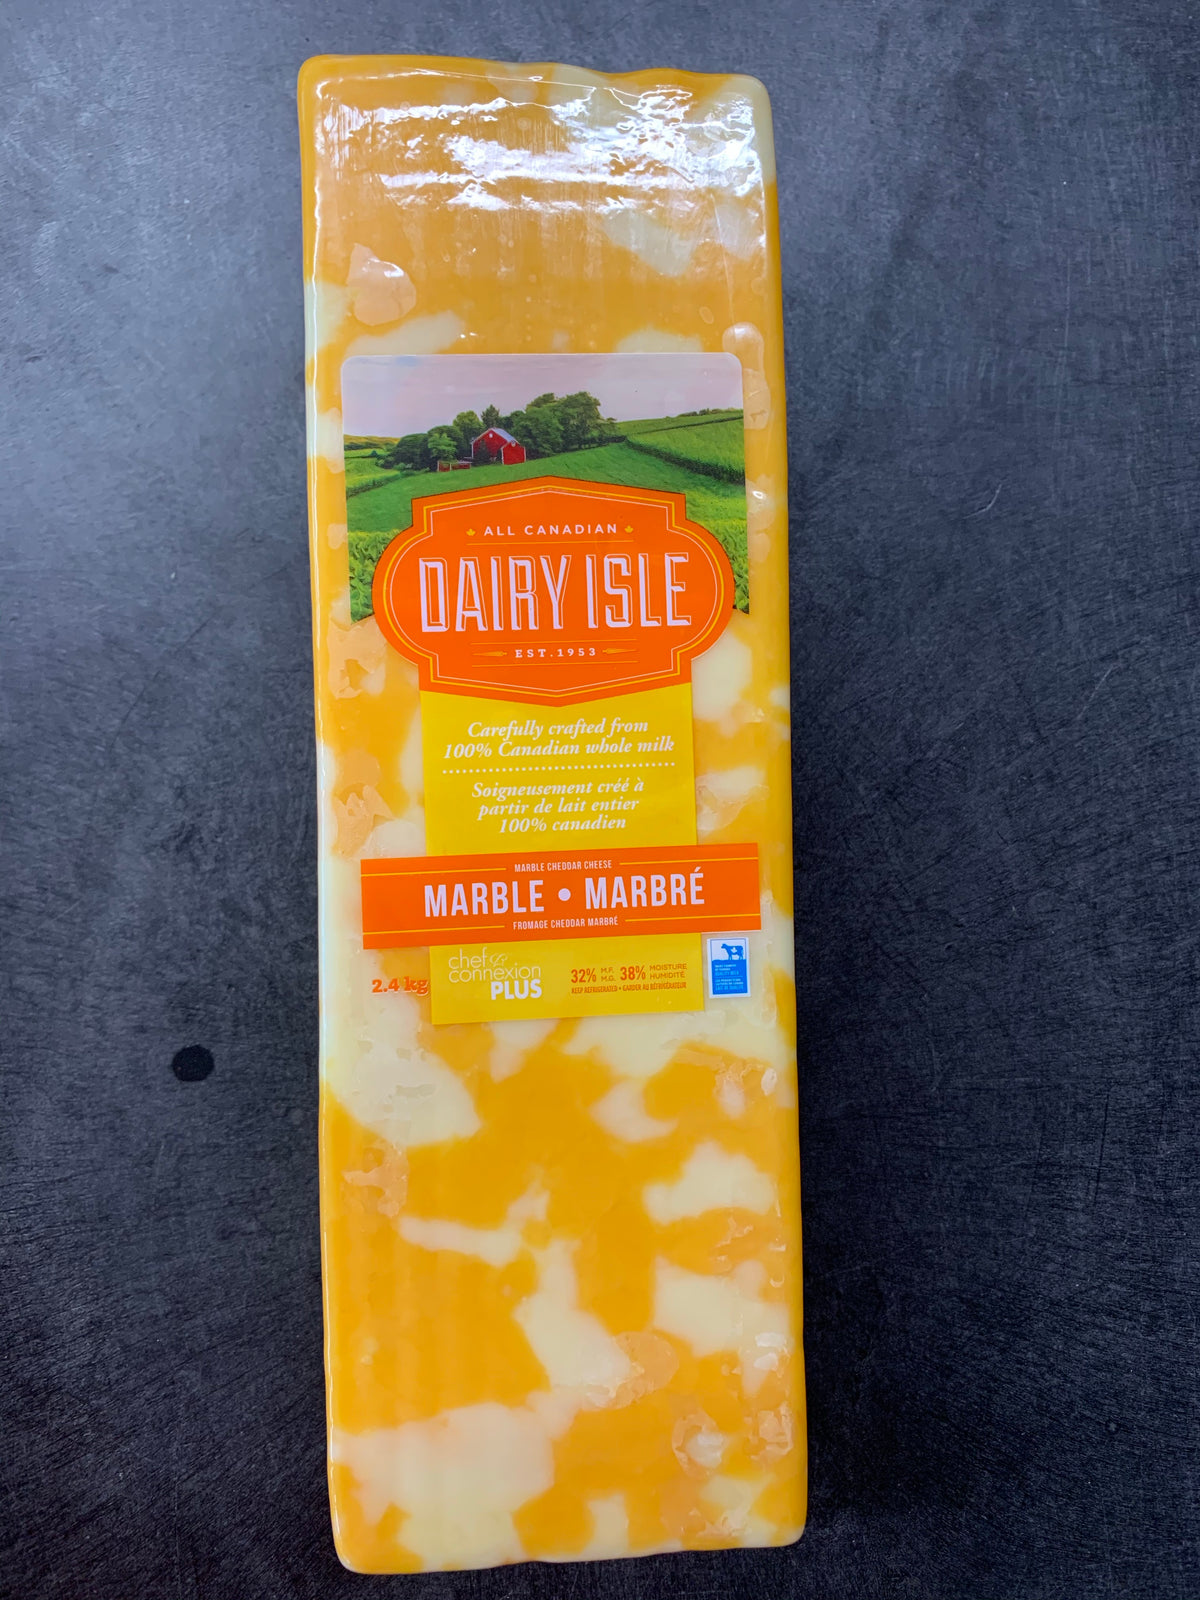 ALL CANADIAN
DAIRY ISLE
EST. 1953
Carefully crafted from
100% Canadian whole milk
Soigneusement créé à
partir de lait entier
100% canadien
MARBLE CHEDDAR CHEESE
MARBLE • MARBRÉ
FROMAGE CHEDDAR MARBRÉ
2.4 kg
chef &
connexion
PLUS
32% M.F. M.G. 38% MOISTURE HUMIDITÉ
KEEP REFRIGERATED • GARDER AU RÉFRIGÉRATEUR